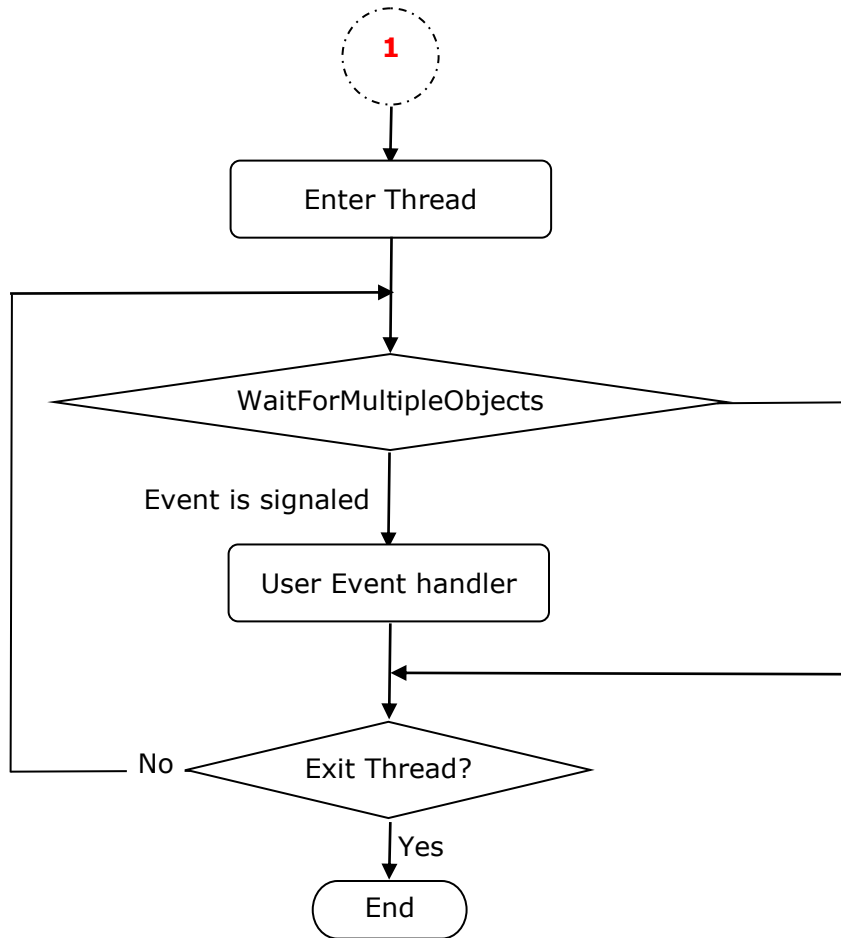 1
Enter Thread
WaitForMultipleObjects
Event is signaled
User Event handler
No
Exit Thread?
Yes
End